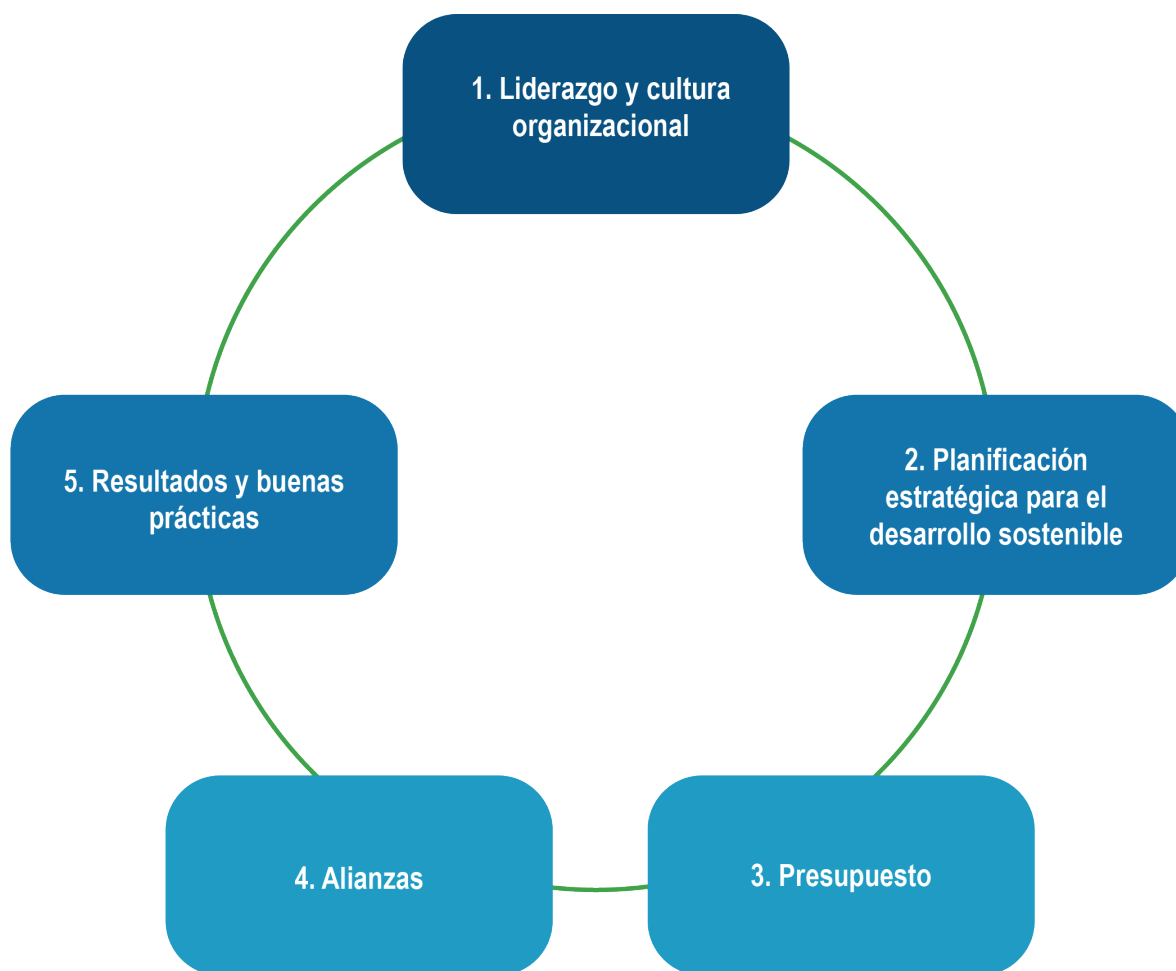 1. Liderazgo y cultura
organizacional
2. Planificación
estratégica para el
desarrollo sostenible
3. Presupuesto
4. Alianzas
5. Resultados y buenas
prácticas